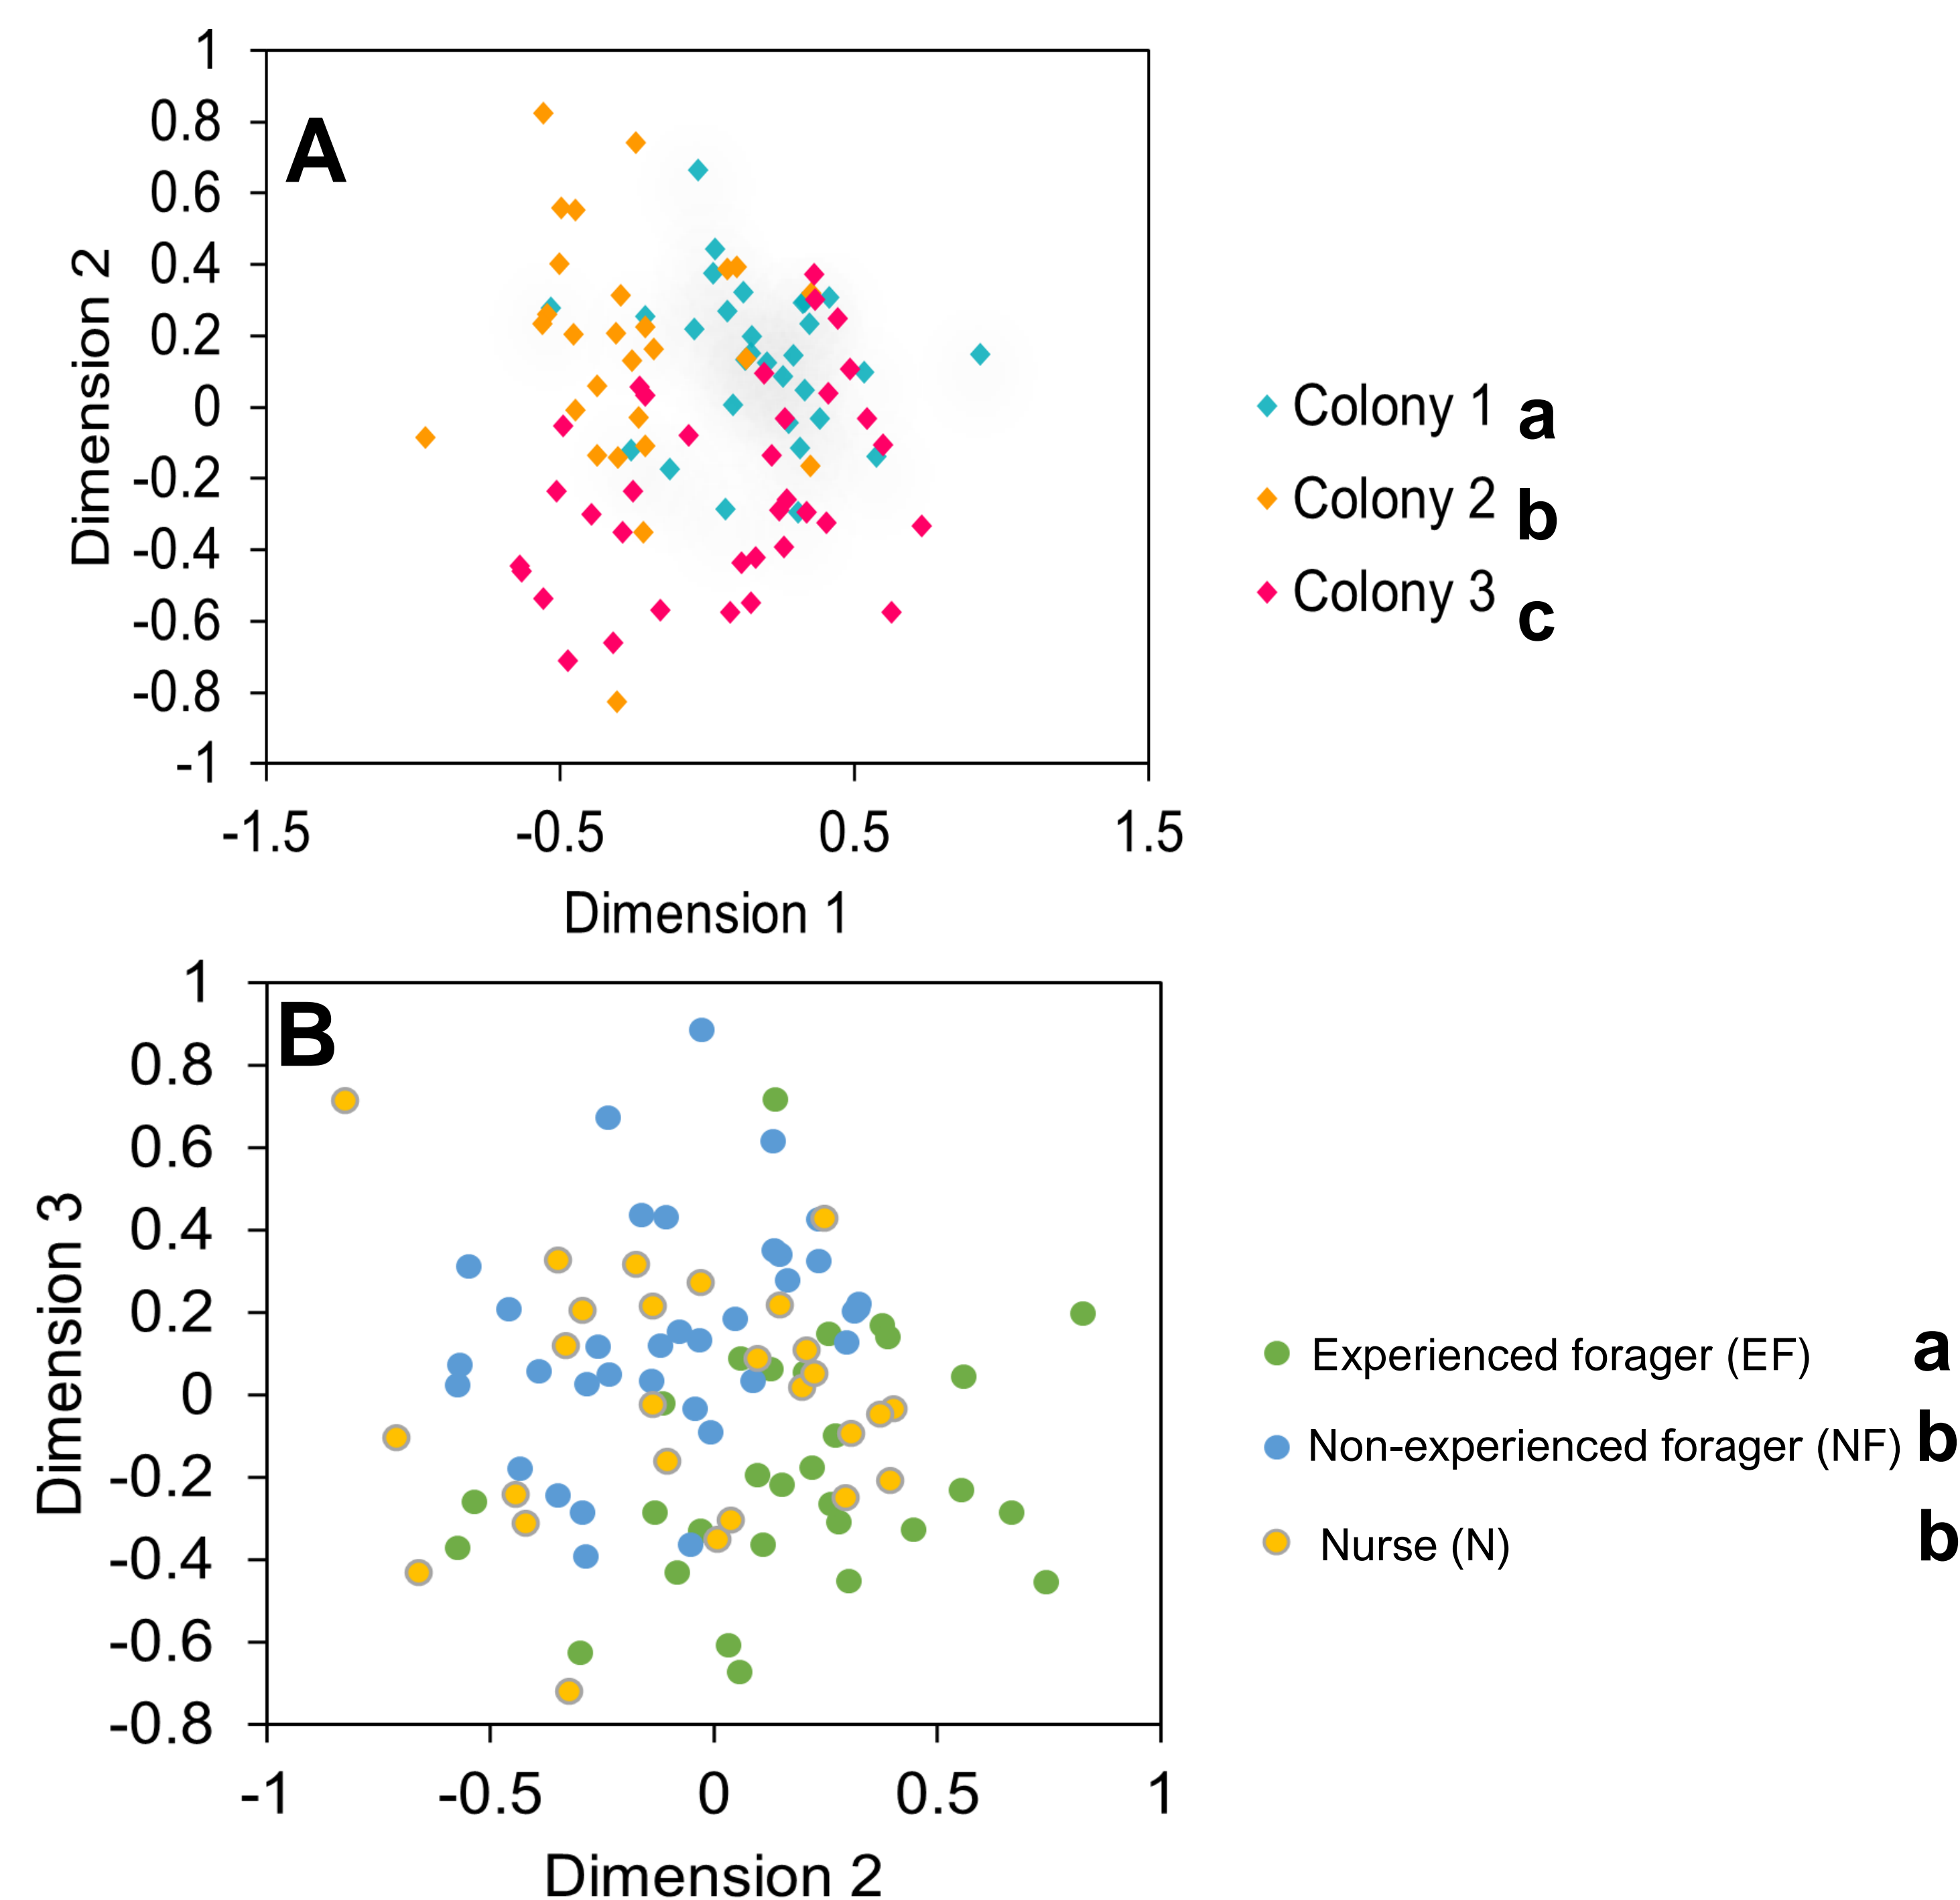 A
1
0.8
0.6
0.4
0.2
0
-0.2
-0.4
-0.6
-0.8
-1
Dimension 2
-1.5 -0.5 0.5 1.5
Dimension 1
Colony 1 a
Colony 2 b
Colony 3 c
B
1
0.8
0.6
0.4
0.2
0
-0.2
-0.4
-0.6
-0.8
Dimension 3
-1 -0.5 0 0.5 1
Dimension 2
Experienced forager (EF) a
Non-experienced forager (NF) b
Nurse (N) b